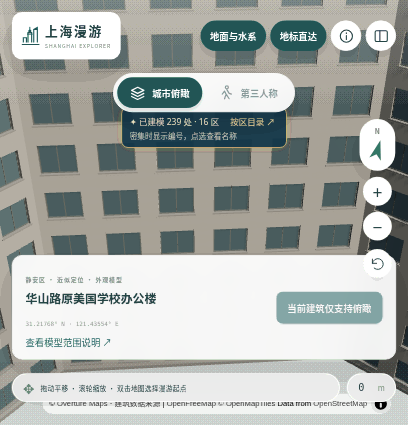 上海漫游
SHANGHAI EXPLORER
地面与水系
地标直达
城市俯瞰
第三人称
✦ 已建模 239 处 · 16 区 按区目录 ↗
密集时显示编号，点选查看名称
N
+
−
静安区 · 近似定位 · 外观模型
华山路原美国学校办公楼
31.21768° N · 121.43554° E
当前建筑仅支持俯瞰
查看模型范围说明 ↗
拖动平移 · 滚轮缩放 · 双击地图选择漫游起点
0 m
© Overture Maps · 建筑数据来源 | OpenFreeMap © OpenMapTiles Data from OpenStreetMap